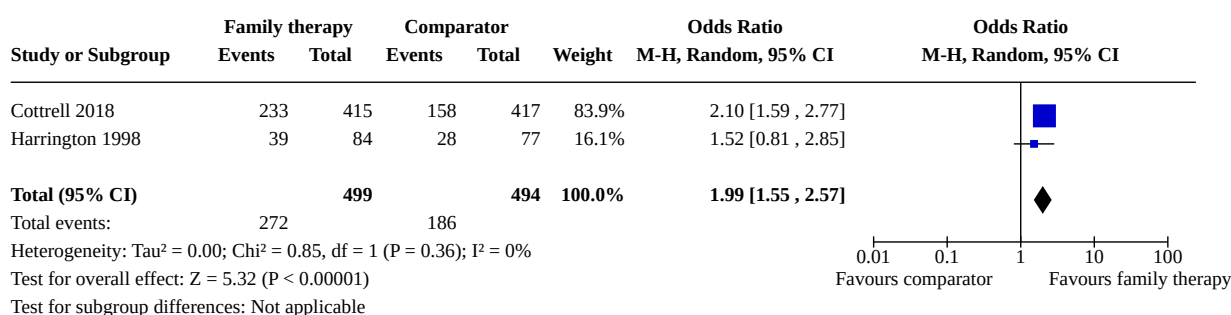 Family therapy Comparator Odds Ratio Odds Ratio
Study or Subgroup Events Total Events Total Weight M-H, Random, 95% CI M-H, Random, 95% CI
Cottrell 2018 233 415 158 417 83.9% 2.10 [1.59 , 2.77]
Harrington 1998 39 84 28 77 16.1% 1.52 [0.81 , 2.85]
Total (95% CI) 499 494 100.0% 1.99 [1.55 , 2.57]
Total events: 272 186
Heterogeneity: Tau² = 0.00; Chi² = 0.85, df = 1 (P = 0.36); I² = 0%
0.01 0.1 1 10 100
Test for overall effect: Z = 5.32 (P < 0.00001)
Favours comparator Favours family therapy
Test for subgroup differences: Not applicable